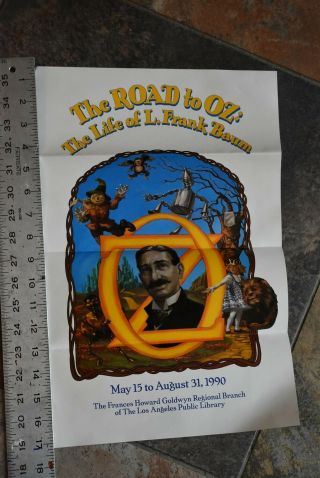 The ROAD to OZ:
The Life of L. Frank Baum
OZ
May 15 to August 31, 1990
The Frances Howard Goldwyn Regional Branch
of The Los Angeles Public Library